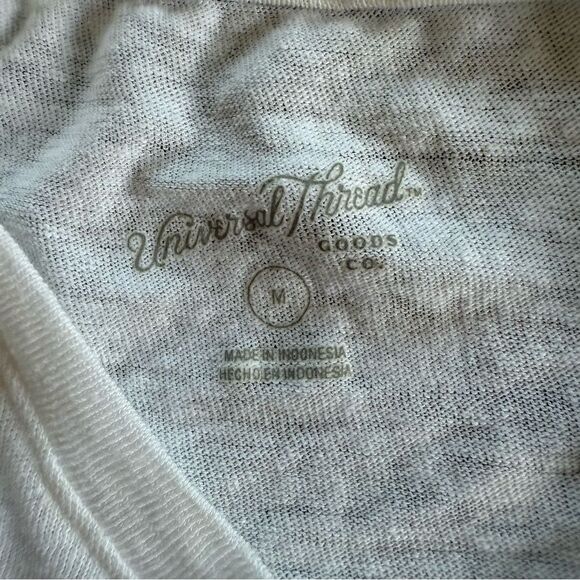 Universal Thread™
GOODS
CO.
M
MADE IN INDONESIA
HECHO EN INDONESIA